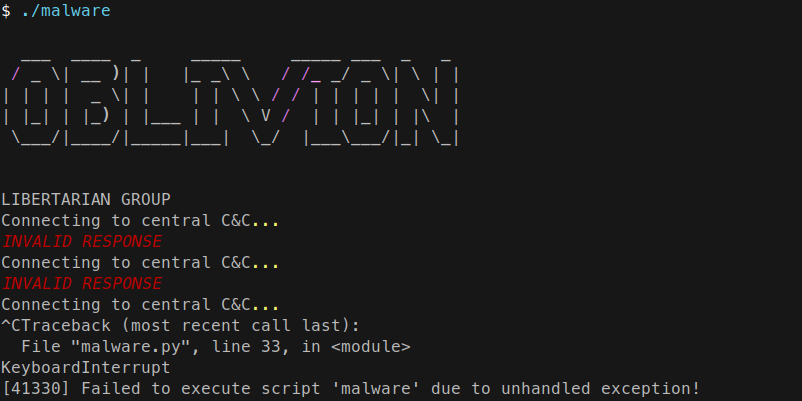 $ ./malware
OBLIVION
LIBERTARIAN GROUP
Connecting to central C&C...
INVALID RESPONSE
Connecting to central C&C...
INVALID RESPONSE
Connecting to central C&C...
^CTraceback (most recent call last):
  File "malware.py", line 33, in <module>
KeyboardInterrupt
[41330] Failed to execute script 'malware' due to unhandled exception!